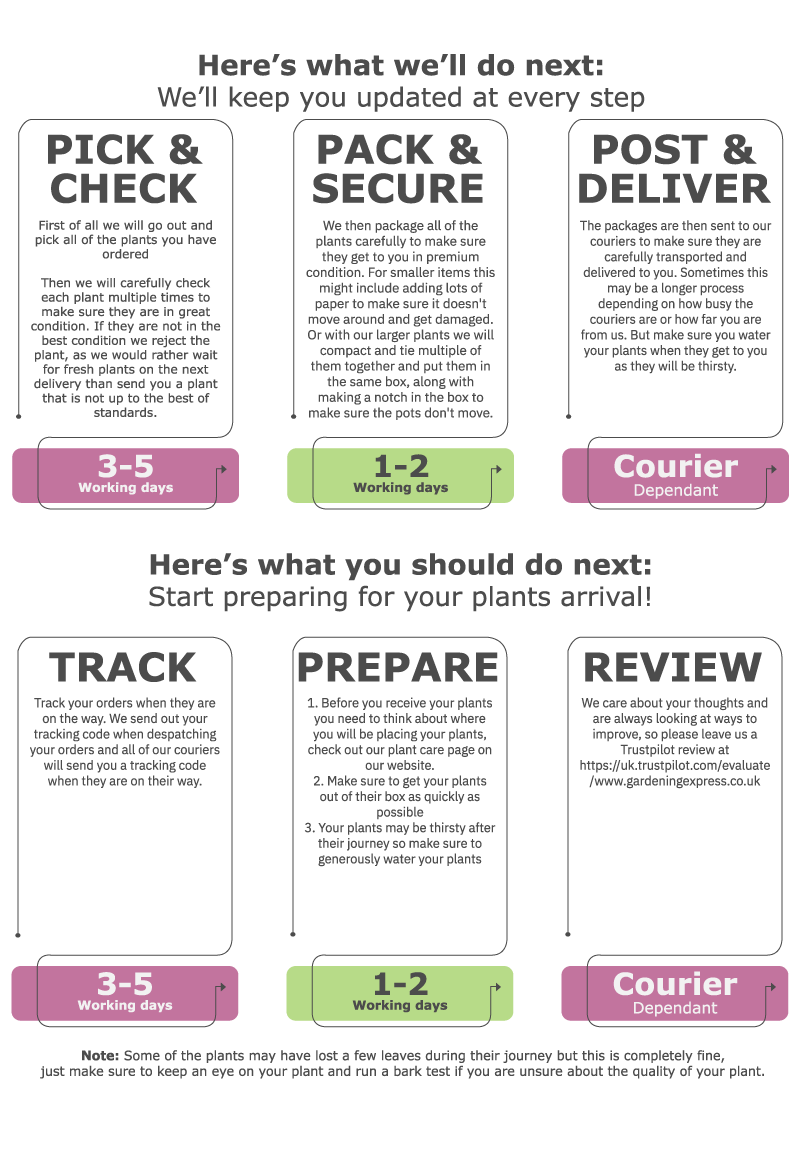 Here’s what we’ll do next:
We’ll keep you updated at every step
PICK &
CHECK
First of all we will go out and
pick all of the plants you have
ordered
Then we will carefully check
each plant multiple times to
make sure they are in great
condition. If they are not in the
best condition we reject the
plant, as we would rather wait
for fresh plants on the next
delivery than send you a plant
that is not up to the best of
standards.
3-5
Working days
PACK &
SECURE
We then package all of the
plants carefully to make sure
they get to you in premium
condition. For smaller items this
might include adding lots of
paper to make sure it doesn't
move around and get damaged.
Or with our larger plants we will
compact and tie multiple of
them together and put them in
the same box, along with
making a notch in the box to
make sure the pots don't move.
1-2
Working days
POST &
DELIVER
The packages are then sent to our
couriers to make sure they are
carefully transported and
delivered to you. Sometimes this
may be a longer process
depending on how busy the
couriers are or how far you are
from us. But make sure you water
your plants when they get to you
as they will be thirsty.
Courier
Dependant
Here’s what you should do next:
Start preparing for your plants arrival!
TRACK
Track your orders when they are
on the way. We send out your
tracking code when despatching
your orders and all of our couriers
will send you a tracking code
when they are on their way.
3-5
Working days
PREPARE
1. Before you receive your plants
you need to think about where
you will be placing your plants,
check out our plant care page on
our website.
2. Make sure to get your plants
out of their box as quickly as
possible
3. Your plants may be thirsty after
their journey so make sure to
generously water your plants
1-2
Working days
REVIEW
We care about your thoughts and
are always looking at ways to
improve, so please leave us a
Trustpilot review at
https://uk.trustpilot.com/evaluate
/www.gardeningexpress.co.uk
Courier
Dependant
Note: Some of the plants may have lost a few leaves during their journey but this is completely fine,
just make sure to keep an eye on your plant and run a bark test if you are unsure about the quality of your plant.